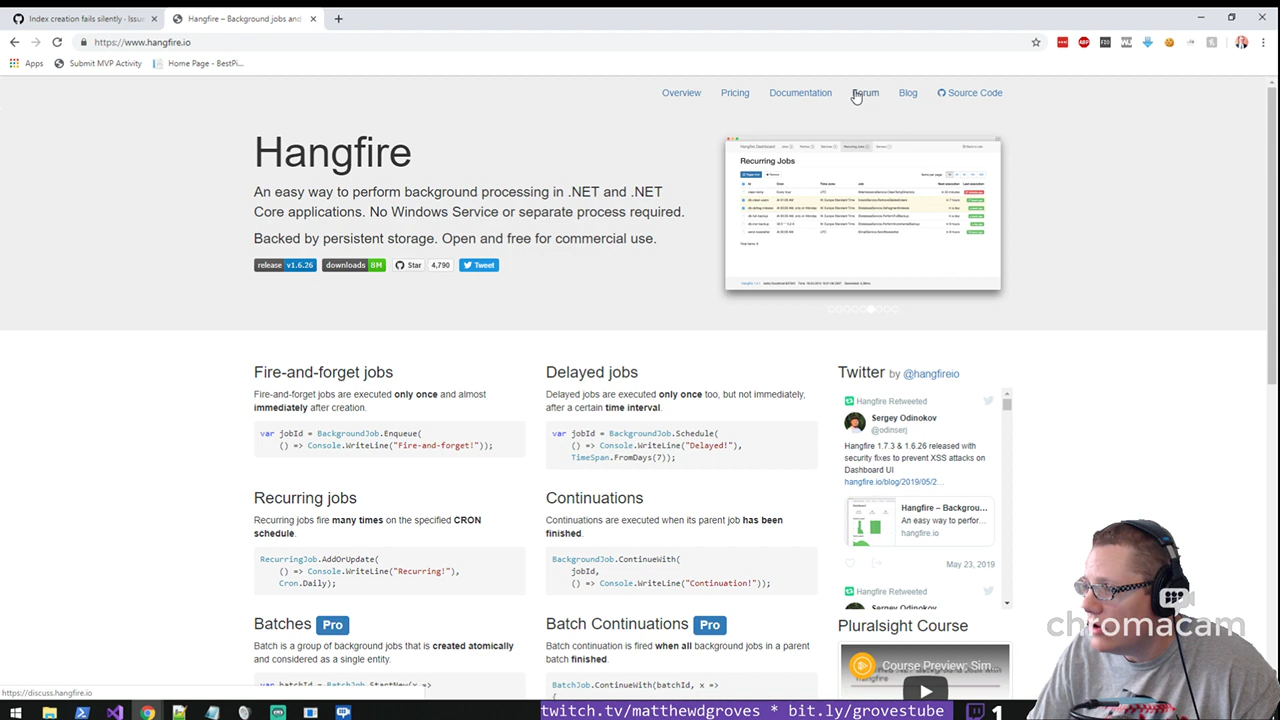 Index creation fails silently - Issu
Hangfire – Background jobs and
https://www.hangfire.io
Apps
Submit MVP Activity
Home Page - BestPi...
Overview
Pricing
Documentation
Forum
Blog
Source Code
Hangfire
An easy way to perform background processing in .NET and .NET
Core applications. No Windows Service or separate process required.
Backed by persistent storage. Open and free for commercial use.
release v1.6.26
downloads 8M
Star
4,790
Tweet
Hangfire Dashboard
Recurring Jobs
Fire-and-forget jobs
Fire-and-forget jobs are executed only once and almost
immediately after creation.
var jobId = BackgroundJob.Enqueue(
() => Console.WriteLine("Fire-and-forget!"));
Delayed jobs
Delayed jobs are executed only once too, but not immediately,
after a certain time interval.
var jobId = BackgroundJob.Schedule(
() => Console.WriteLine("Delayed!"),
TimeSpan.FromDays(7));
Twitter by @hangfireio
Hangfire Retweeted
Sergey Odinokov
@odinserj
Hangfire 1.7.3 & 1.6.26 released with
security fixes to prevent XSS attacks on
Dashboard UI
hangfire.io/blog/2019/05/2...
Hangfire – Backgrou...
An easy way to perfor...
hangfire.io
May 23, 2019
Hangfire Retweeted
Sergey Odinokov
Recurring jobs
Recurring jobs fire many times on the specified CRON
schedule.
RecurringJob.AddOrUpdate(
() => Console.WriteLine("Recurring!"),
Cron.Daily);
Continuations
Continuations are executed when its parent job has been
finished.
BackgroundJob.ContinueWith(
jobId,
() => Console.WriteLine("Continuation!"));
Batches Pro
Batch is a group of background jobs that is created atomically
and considered as a single entity.
var batchId = BatchJob.StartNew(x =>
Batch Continuations Pro
Batch continuation is fired when all background jobs in a parent
batch finished.
BatchJob.ContinueWith(batchId, x =>
{
Pluralsight Course
Course Preview: Sim...
Hangfire
chromacam
https://discuss.hangfire.io
twitch.tv/matthewdgroves * bit.ly/grovestube
1